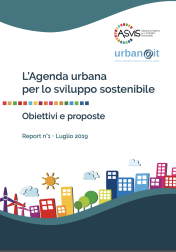 ASviS
urban@it
L'Agenda urbana
per lo sviluppo sostenibile
Obiettivi e proposte
Report n°1 - Luglio 2019